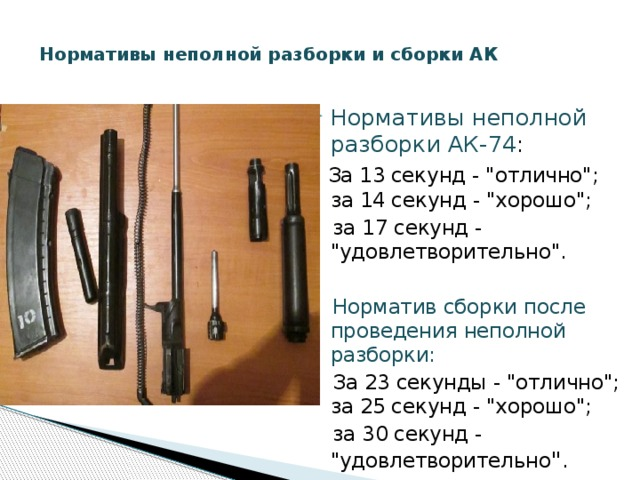 Нормативы неполной разборки и сборки АК
Нормативы неполной
разборки АК-74:
За 13 секунд - "отлично";
за 14 секунд - "хорошо";
за 17 секунд -
"удовлетворительно".
Норматив сборки после
проведения неполной
разборки:
За 23 секунды - "отлично";
за 25 секунд - "хорошо";
за 30 секунд -
"удовлетворительно".
10